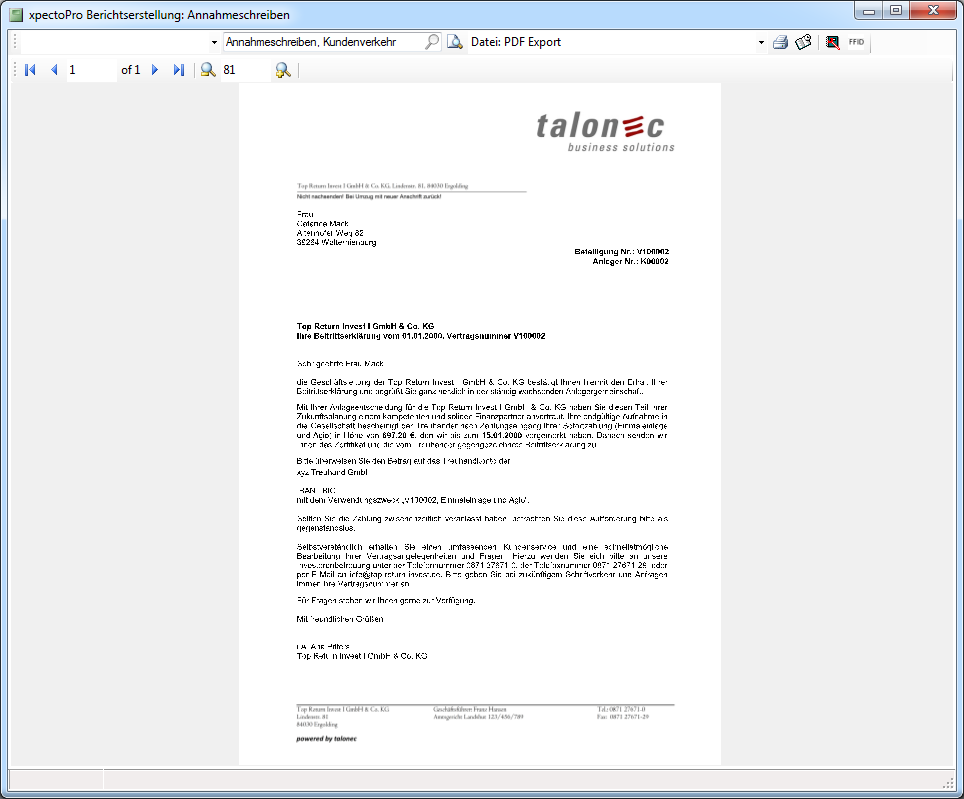 xpectoPro Berichtserstellung: Annahmeschreiben
Annahmeschreiben, Kundenverkehr
Datei: PDF Export
FFID
1 of 1
81
talonec
business solutions
Top Return Invest I GmbH & Co. KG, Lindenstr. 81, 84030 Ergolding
Nicht nachsenden! Bei Umzug mit neuer Anschrift zurück!
Frau
Mack
Altenhofer Weg 82
39264 Walternienburg
Beteiligung Nr.: V100002
Anleger Nr.: K00002
Top Return Invest I GmbH & Co. KG
Ihre Beitrittserklärung vom 01.01.2000, Vertragsnummer V100002
Sehr geehrte Frau Mack
die Geschäftsleitung der Top Return Invest I GmbH & Co. KG bestätigt Ihnen hiermit den Erhalt Ihrer
Beitrittserklärung und begrüßt Sie ganz herzlich in der ständig wachsenden Anlegergemeinschaft.
Mit Ihrer Anlageentscheidung für die Top Return Invest I GmbH & Co. KG haben Sie diesen Teil Ihrer
Zukunftsplanung einem kompetenten und soliden Finanzpartner anvertraut. Ihre endgültige Aufnahme in
die Gesellschaft bescheinigt der Treuhänder nach Zahlungseingang Ihrer Sofortzahlung (Einmaleinlage
und Agio) in Höhe von 697,20 €, den wir bis zum 15.01.2000 vorgemerkt haben. Danach senden wir
Ihnen das Zertifikat und die vom Treuhänder gegengezeichnete Beitrittserklärung zu.
Bitte überweisen Sie den Betrag auf das Treuhandkonto der
xyz Treuhand GmbH
IBAN BIC
mit dem Verwendungszweck „V100002, Einmaleinlage und Agio“.
Sollten Sie die Zahlung zwischenzeitlich veranlasst haben, betrachten Sie diese Aufforderung bitte als
gegenstandslos.
Selbstverständlich erhalten Sie einen umfassenden Kundenservice und eine schnellstmögliche
Bearbeitung Ihrer Vertragsangelegenheiten und Fragen. Hierzu wenden Sie sich bitte an unsere
Investorenbetreuung unter der Telefonnummer 0871 27671-0, der Telefaxnummer 0871 27671-29, oder
per E-Mail an info@top-return-invest.de. Bitte geben Sie bei zukünftigem Schriftverkehr und Anfragen
immer Ihre Vertragsnummer an.
Für Fragen stehen wir Ihnen gerne zur Verfügung.
Mit freundlichen Grüßen
Top Return Invest I GmbH & Co. KG
Top Return Invest I GmbH & Co. KG
Lindenstr. 81
84030 Ergolding
Geschäftsführer Franz Hansen
Amtsgericht Landshut 123/456/789
Tel.: 0871 27671-0
Fax: 0871 27671-29
powered by talonec